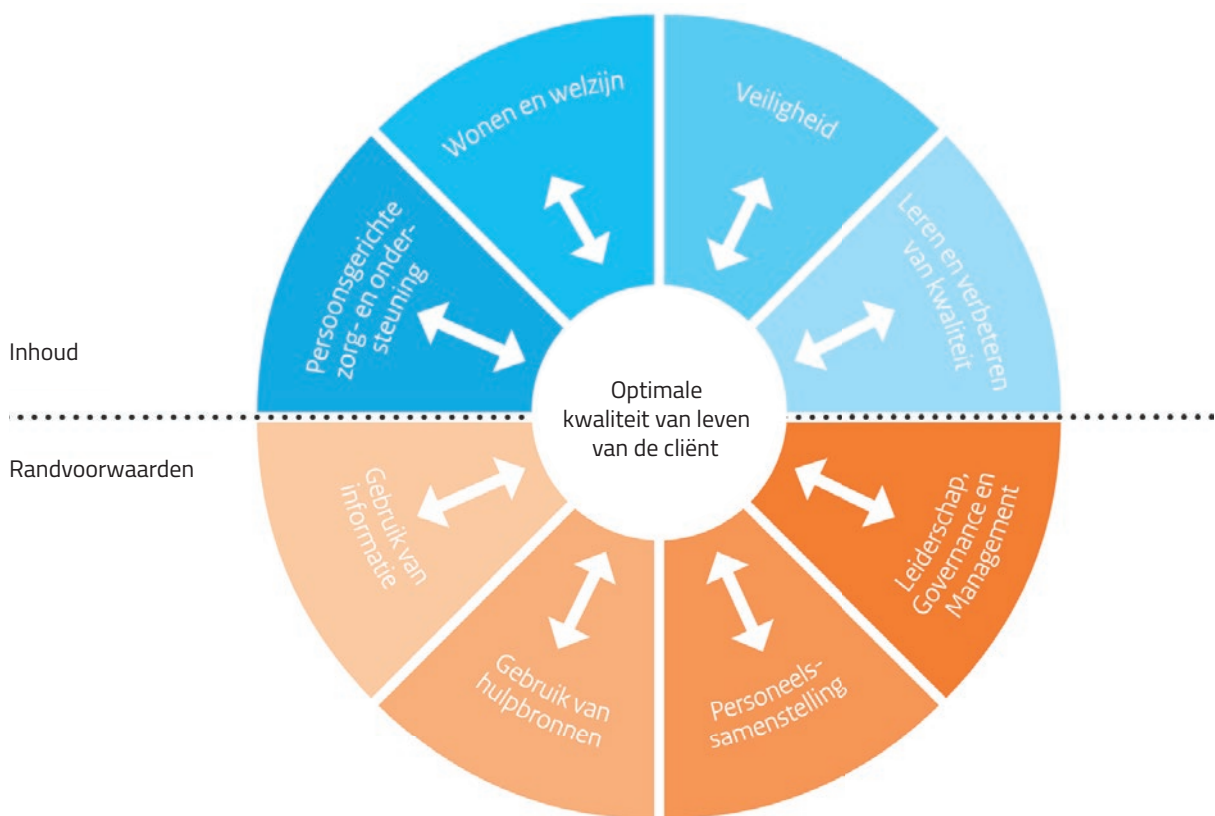 Wonen en welzijn
Veiligheid
Persoonsgerichte
zorg- en onder-
steuning
Leren en verbeteren
van kwaliteit
Inhoud
Optimale
kwaliteit van leven
van de cliënt
Randvoorwaarden
Gebruik van
informatie
Leiderschap,
Governance en
Management
Gebruik van
hulpbronnen
Personeels-
samenstelling